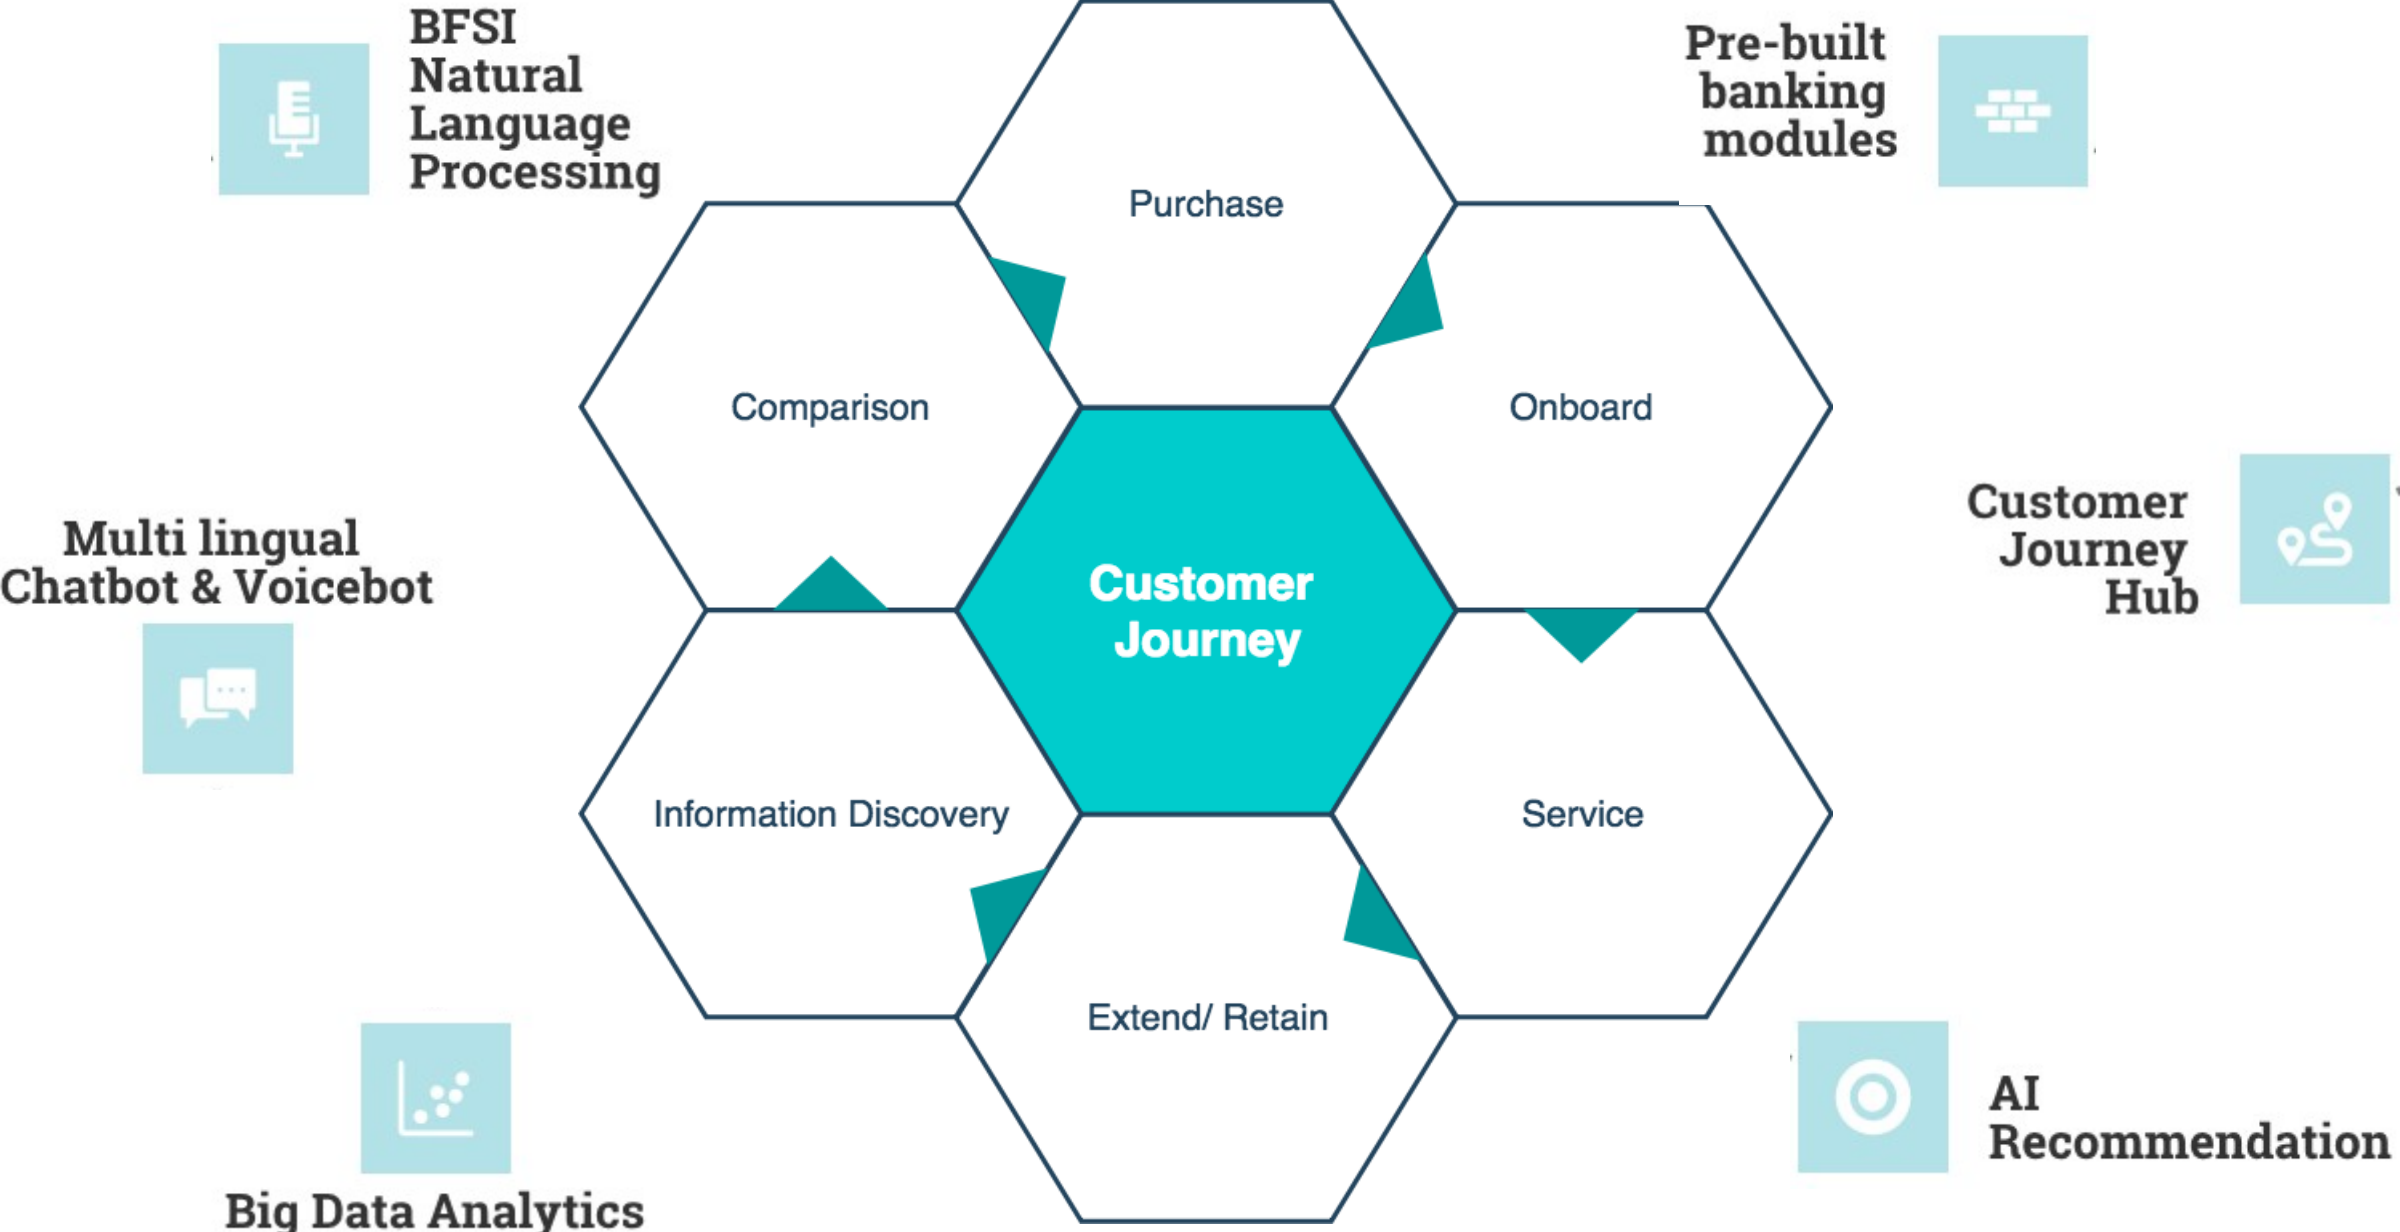 BFSI
Natural
Language
Processing
Pre-built
banking
modules
Purchase
Comparison
Onboard
Multi lingual
Chatbot & Voicebot
Customer
Journey
Customer
Journey
Hub
Information Discovery
Service
Extend/ Retain
Big Data Analytics
AI
Recommendation